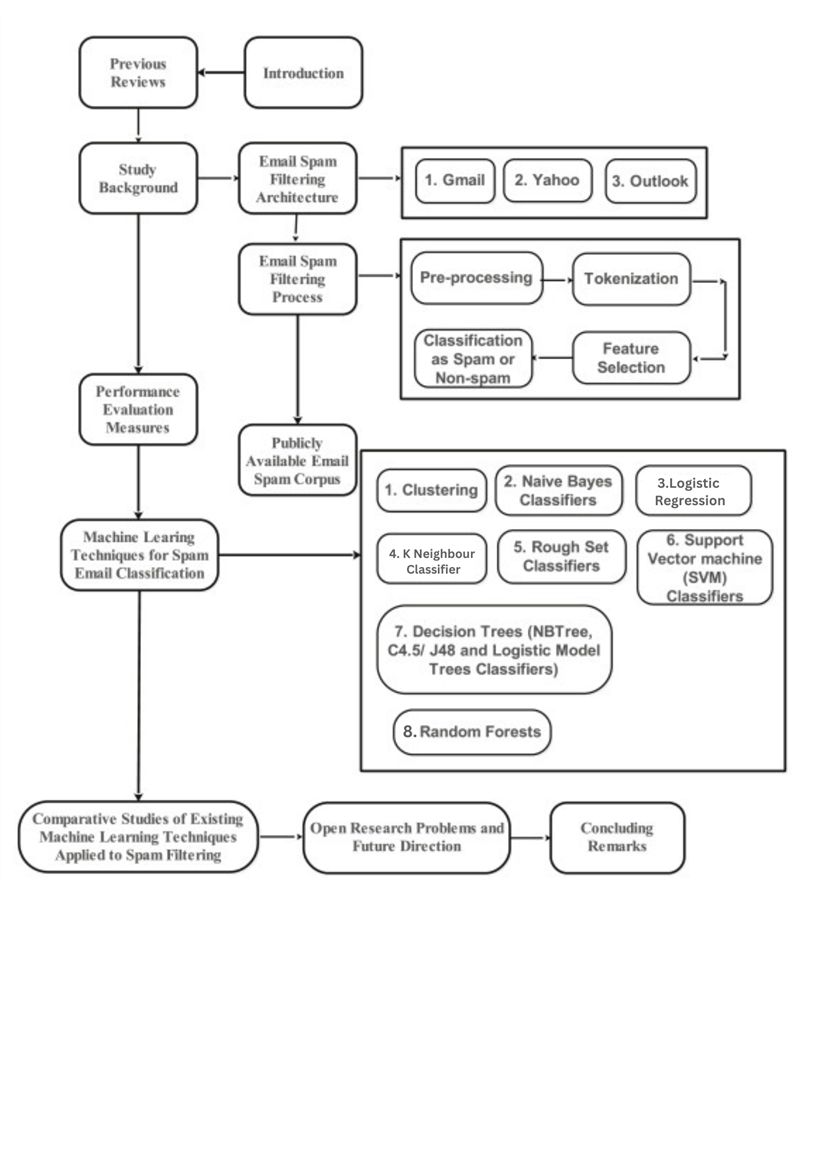 Previous
Reviews
Introduction
Study
Background
Email Spam
Filtering
Architecture
1. Gmail
2. Yahoo
3. Outlook
Email Spam
Filtering
Process
Pre-processing
Tokenization
Feature
Selection
Classification
as Spam or
Non-spam
Performance
Evaluation
Measures
Publicly
Available Email
Spam Corpus
Machine Learing
Techniques for Spam
Email Classification
1. Clustering
2. Naive Bayes
Classifiers
3.Logistic
Regression
4. K Neighbour
Classifier
5. Rough Set
Classifiers
6. Support
Vector machine
(SVM)
Classifiers
7. Decision Trees (NBTree,
C4.5/ J48 and Logistic Model
Trees Classifiers)
8. Random Forests
Comparative Studies of Existing
Machine Learning Techniques
Applied to Spam Filtering
Open Research Problems and
Future Direction
Concluding
Remarks